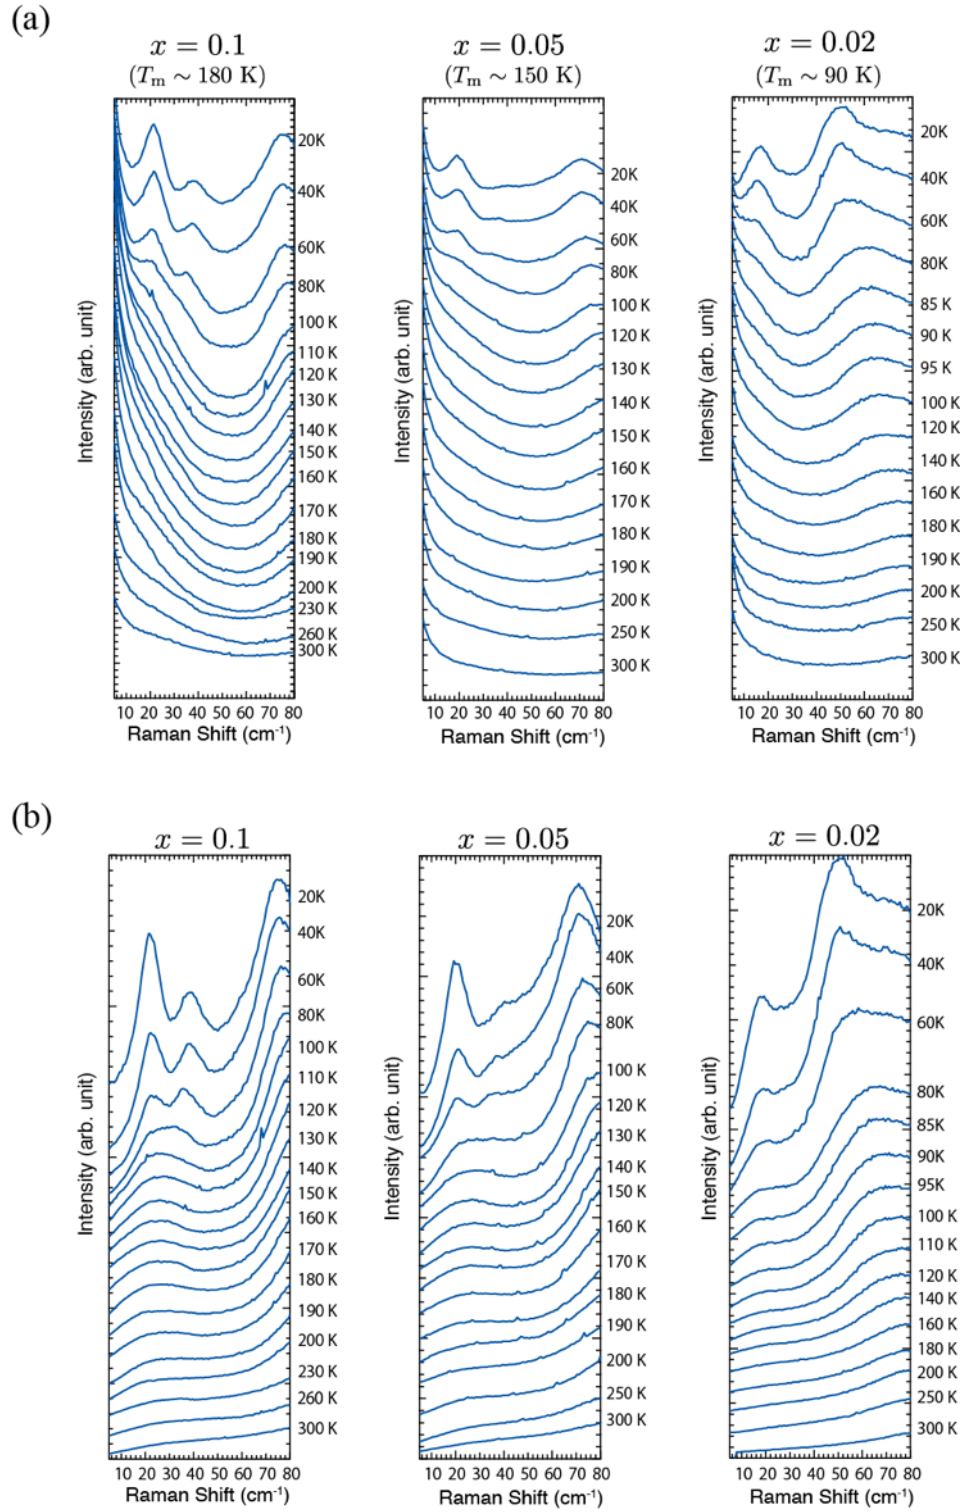 (a)
x = 0.1
(Tm ~ 180 K)
Intensity (arb. unit)
20K
40K
60K
80K
100 K
110 K
120 K
130 K
140 K
150 K
160 K
170 K
180 K
190 K
200 K
230 K
260 K
300 K
10 20 30 40 50 60 70 80
Raman Shift (cm-1)
x = 0.05
(Tm ~ 150 K)
Intensity (arb. unit)
20K
40K
60K
80K
100 K
120 K
130 K
140 K
150 K
160 K
170 K
180 K
190 K
200 K
250 K
300 K
10 20 30 40 50 60 70 80
Raman Shift (cm-1)
x = 0.02
(Tm ~ 90 K)
Intensity (arb. unit)
20K
40K
60K
80K
85 K
90 K
95 K
100 K
120 K
140 K
160 K
180 K
190 K
200 K
250 K
300 K
10 20 30 40 50 60 70 80
Raman Shift (cm-1)
(b)
x = 0.1
Intensity (arb. unit)
20K
40K
60K
80K
100 K
110 K
120 K
130 K
140 K
150 K
160 K
170 K
180 K
190 K
200 K
230 K
260 K
300 K
10 20 30 40 50 60 70 80
Raman Shift (cm-1)
x = 0.05
Intensity (arb. unit)
20K
40K
60K
80K
100 K
120 K
130 K
140 K
150 K
160 K
170 K
180 K
190 K
200 K
250 K
300 K
10 20 30 40 50 60 70 80
Raman Shift (cm-1)
x = 0.02
Intensity (arb. unit)
20K
40K
60K
80K
85K
90K
95K
100 K
110 K
120 K
140 K
160 K
180 K
200 K
250 K
300 K
10 20 30 40 50 60 70 80
Raman Shift (cm-1)